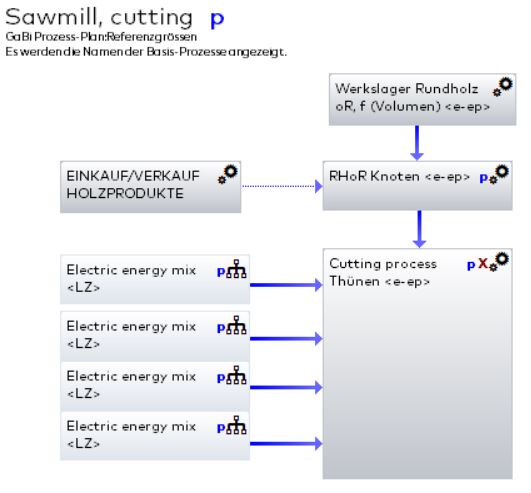 Sawmill, cutting p
GaBi Prozess-Plan:Referenzgrössen
Es werden die Namen der Basis-Prozesse angezeigt.
Werkslager Rundholz
oR, f (Volumen) <e-ep>
EINKAUF/VERKAUF
HOLZPRODUKTE
RHoR Knoten <e-ep> p
Cutting process p X
Thünen <e-ep>
Electric energy mix p
<LZ>
Electric energy mix p
<LZ>
Electric energy mix p
<LZ>
Electric energy mix p
<LZ>